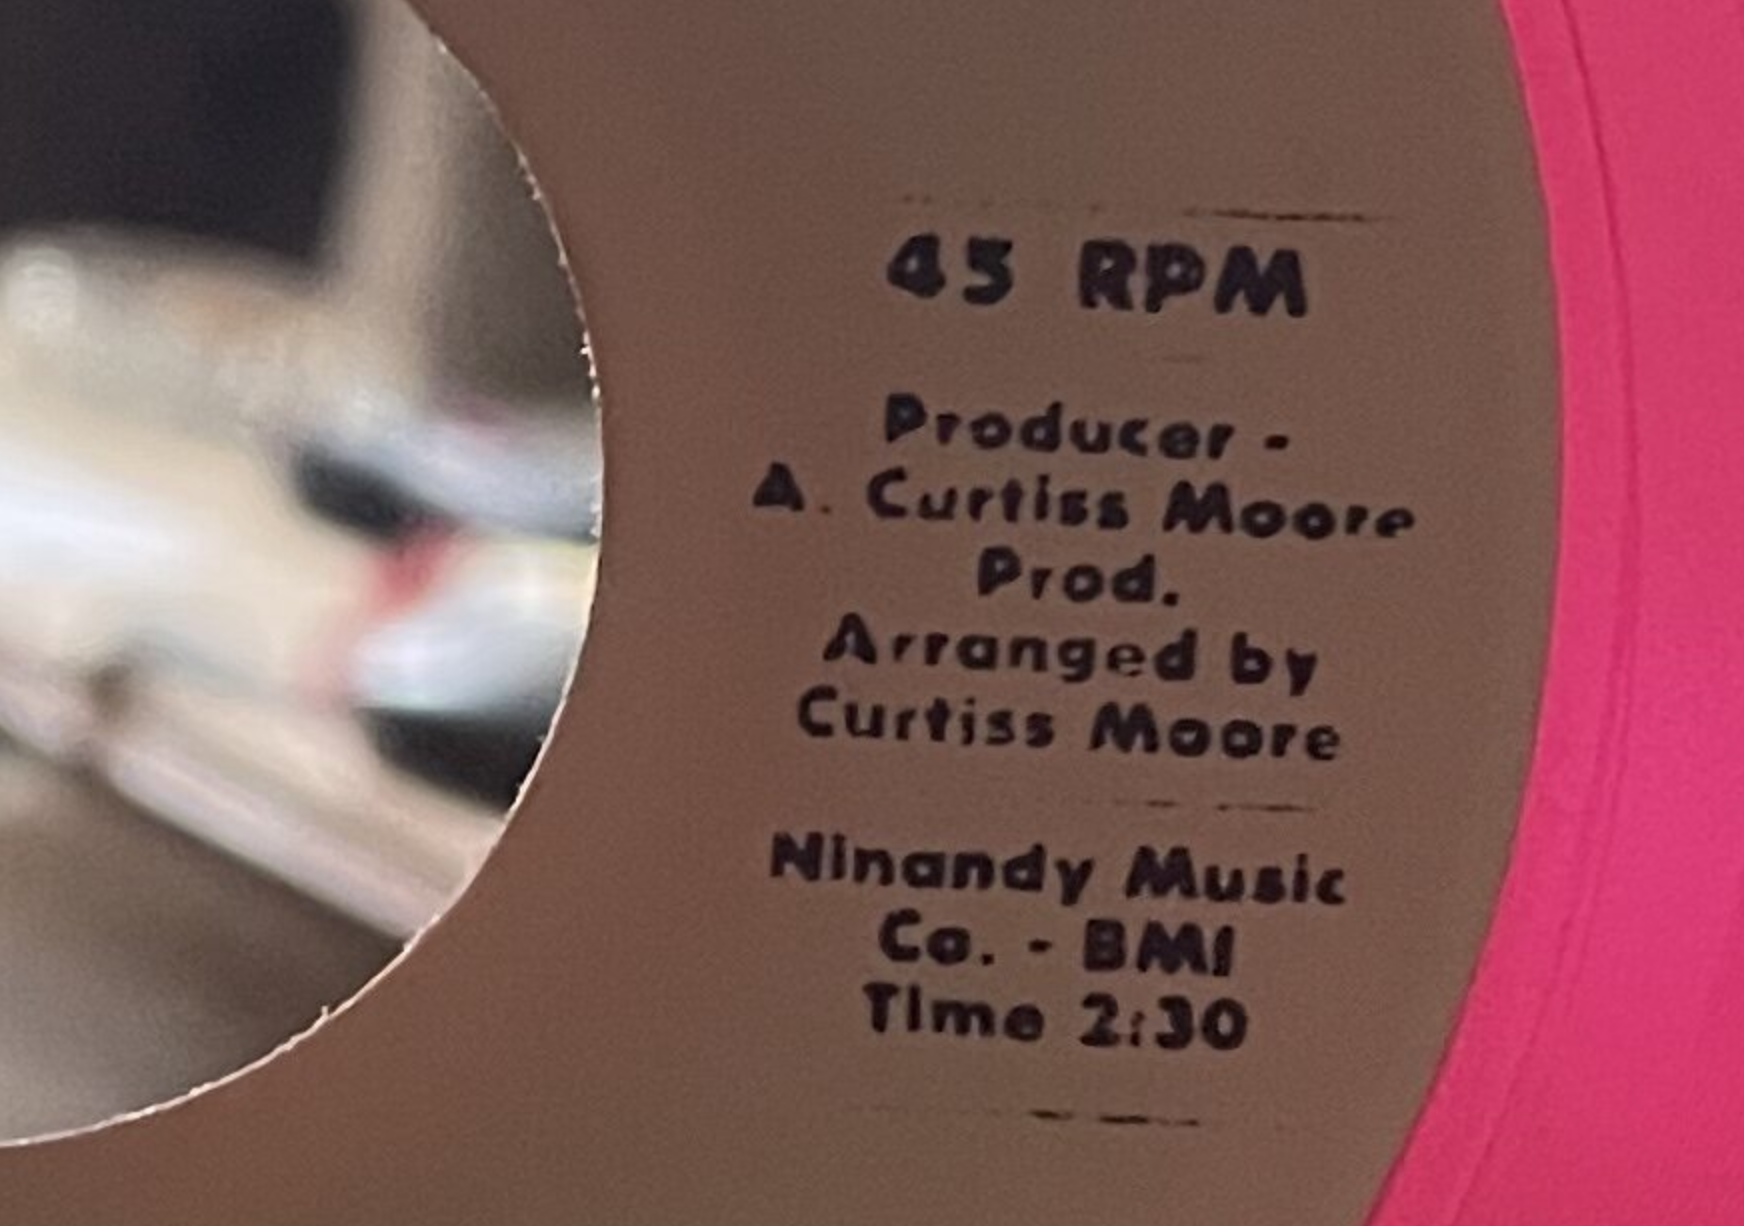 45 RPM
Producer -
A. Curtiss Moore
Prod.
Arranged by
Curtiss Moore
Ninandy Music
Co. - BMI
Time 2:30